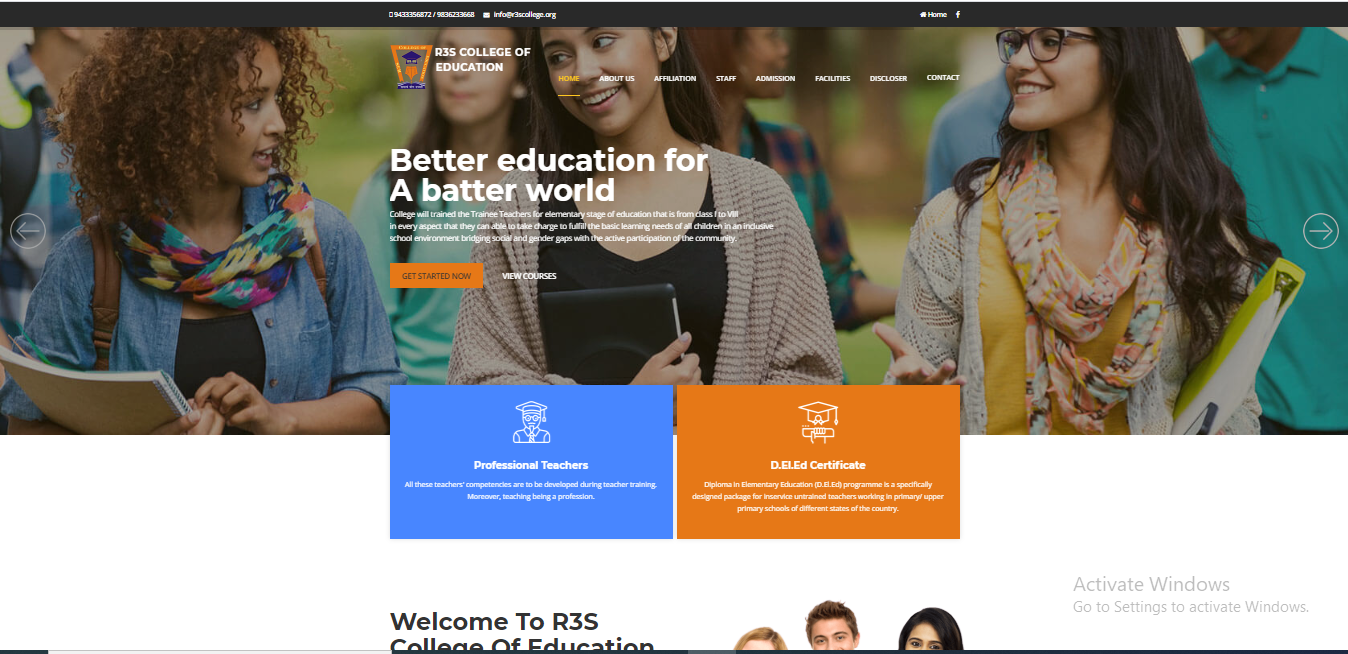 9433356872 / 9836233668 info@r3scollege.org Home
R3S COLLEGE OF
EDUCATION
HOME ABOUT US AFFILIATION STAFF ADMISSION FACILITIES DISCLOSER CONTACT
Better education for
A batter world
College will trained the Trainee Teachers for elementary stage of education that is from class I to VIII
in every aspect that they can able to take charge to fulfill the basic learning needs of all children in an inclusive
school environment bridging social and gender gaps with the active participation of the community.
GET STARTED NOW VIEW COURSES
Professional Teachers
All these teachers' competencies are to be developed during teacher training.
Moreover, teaching being a profession.
D.El.Ed Certificate
Diploma in Elementary Education (D.El.Ed) programme is a specifically
designed package for inservice untrained teachers working in primary/ upper
primary schools of different states of the country.
Activate Windows
Go to Settings to activate Windows.
Welcome To R3S
College Of Education